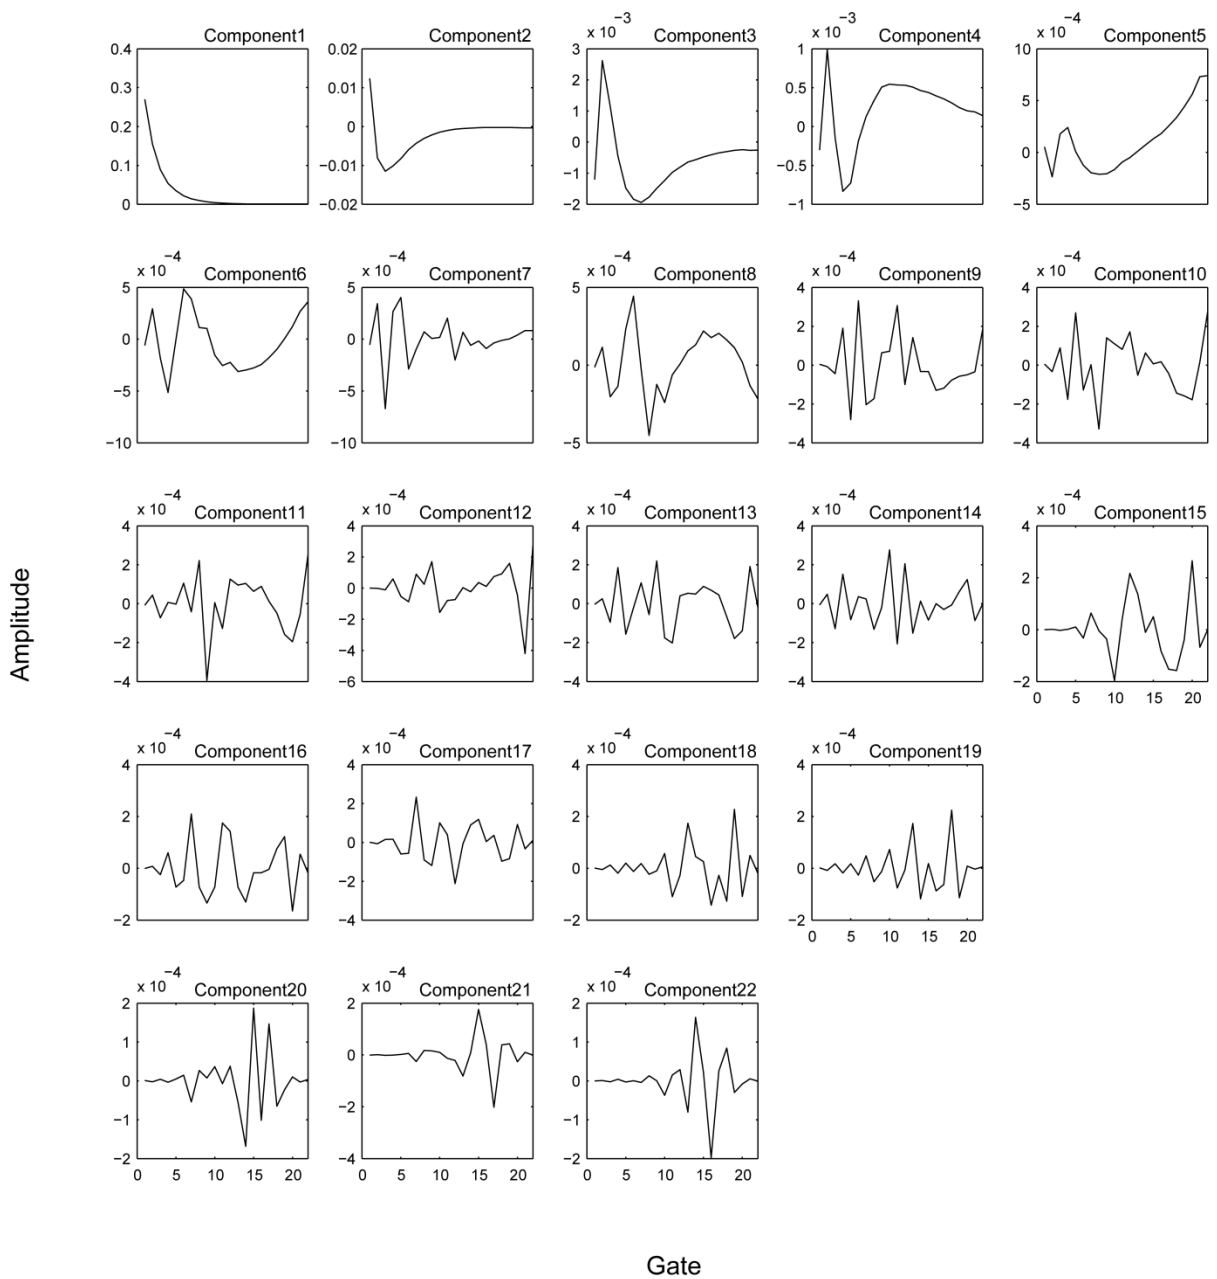 Component1
0.4
0.3
0.2
0.1
0
Component2
0.02
0.01
0
−0.01
−0.02
x 10−3
Component3
3
2
1
0
−1
−2
x 10−3
Component4
1
0.5
0
−0.5
−1
x 10−4
Component5
10
5
0
−5
x 10−4
Component6
5
0
−5
−10
x 10−4
Component7
5
0
−5
−10
x 10−4
Component8
5
0
−5
x 10−4
Component9
4
2
0
−2
−4
x 10−4
Component10
4
2
0
−2
−4
Amplitude
x 10−4
Component11
4
2
0
−2
−4
x 10−4
Component12
4
2
0
−2
−4
−6
x 10−4
Component13
4
2
0
−2
−4
x 10−4
Component14
4
2
0
−2
−4
x 10−4
Component15
4
2
0
−2
0 5 10 15 20
x 10−4
Component16
4
2
0
−2
x 10−4
Component17
4
2
0
−2
−4
x 10−4
Component18
4
2
0
−2
x 10−4
Component19
4
2
0
−2
0 5 10 15 20
x 10−4
Component20
2
1
0
−1
−2
0 5 10 15 20
x 10−4
Component21
2
0
−2
−4
0 5 10 15 20
x 10−4
Component22
2
1
0
−1
−2
0 5 10 15 20
Gate